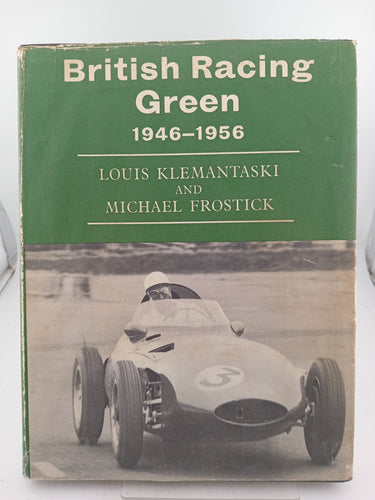 British Racing
Green
1946–1956
LOUIS KLEMANTASKI
AND
MICHAEL FROSTICK
3